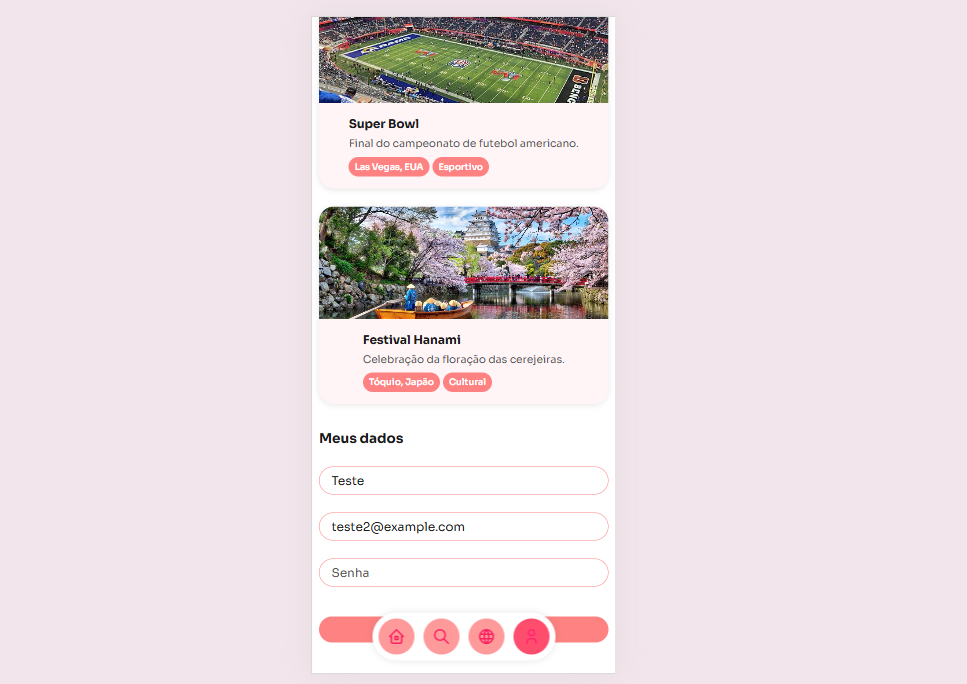 BENG
Super Bowl
Final do campeonato de futebol americano.
Las Vegas, EUA Esportivo
Festival Hanami
Celebração da floração das cerejeiras.
Tóquio, Japão Cultural
Meus dados
Teste
teste2@example.com
Senha